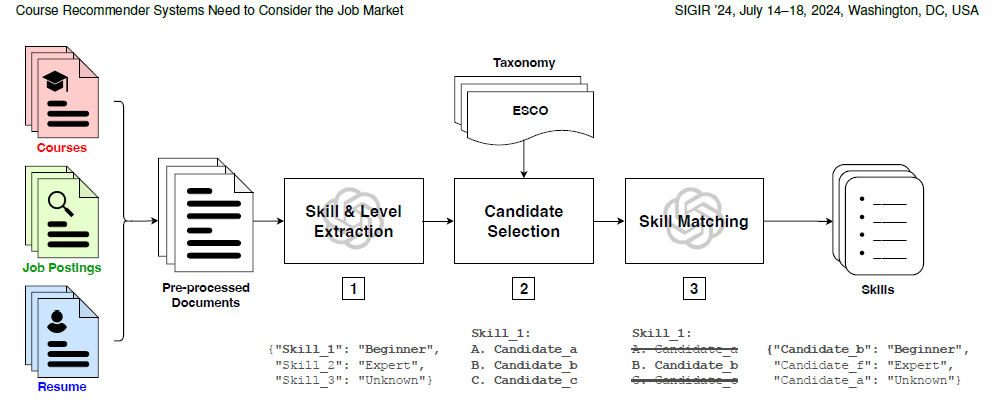 Course Recommender Systems Need to Consider the Job Market
SIGIR '24, July 14–18, 2024, Washington, DC, USA
Courses
Job Postings
Resume
Pre-processed
Documents
Skill & Level
Extraction
1
{"Skill_1": "Beginner",
"Skill_2": "Expert",
"Skill_3": "Unknown"}
Taxonomy
ESCO
Candidate
Selection
2
Skill_1:
A. Candidate_a
B. Candidate_b
C. Candidate_c
Skill Matching
3
Skill_1:
A. Candidate_a
B. Candidate_b
C. Candidate_c
Skills
{"Candidate_b": "Beginner",
"Candidate_f": "Expert",
"Candidate_a": "Unknown"}